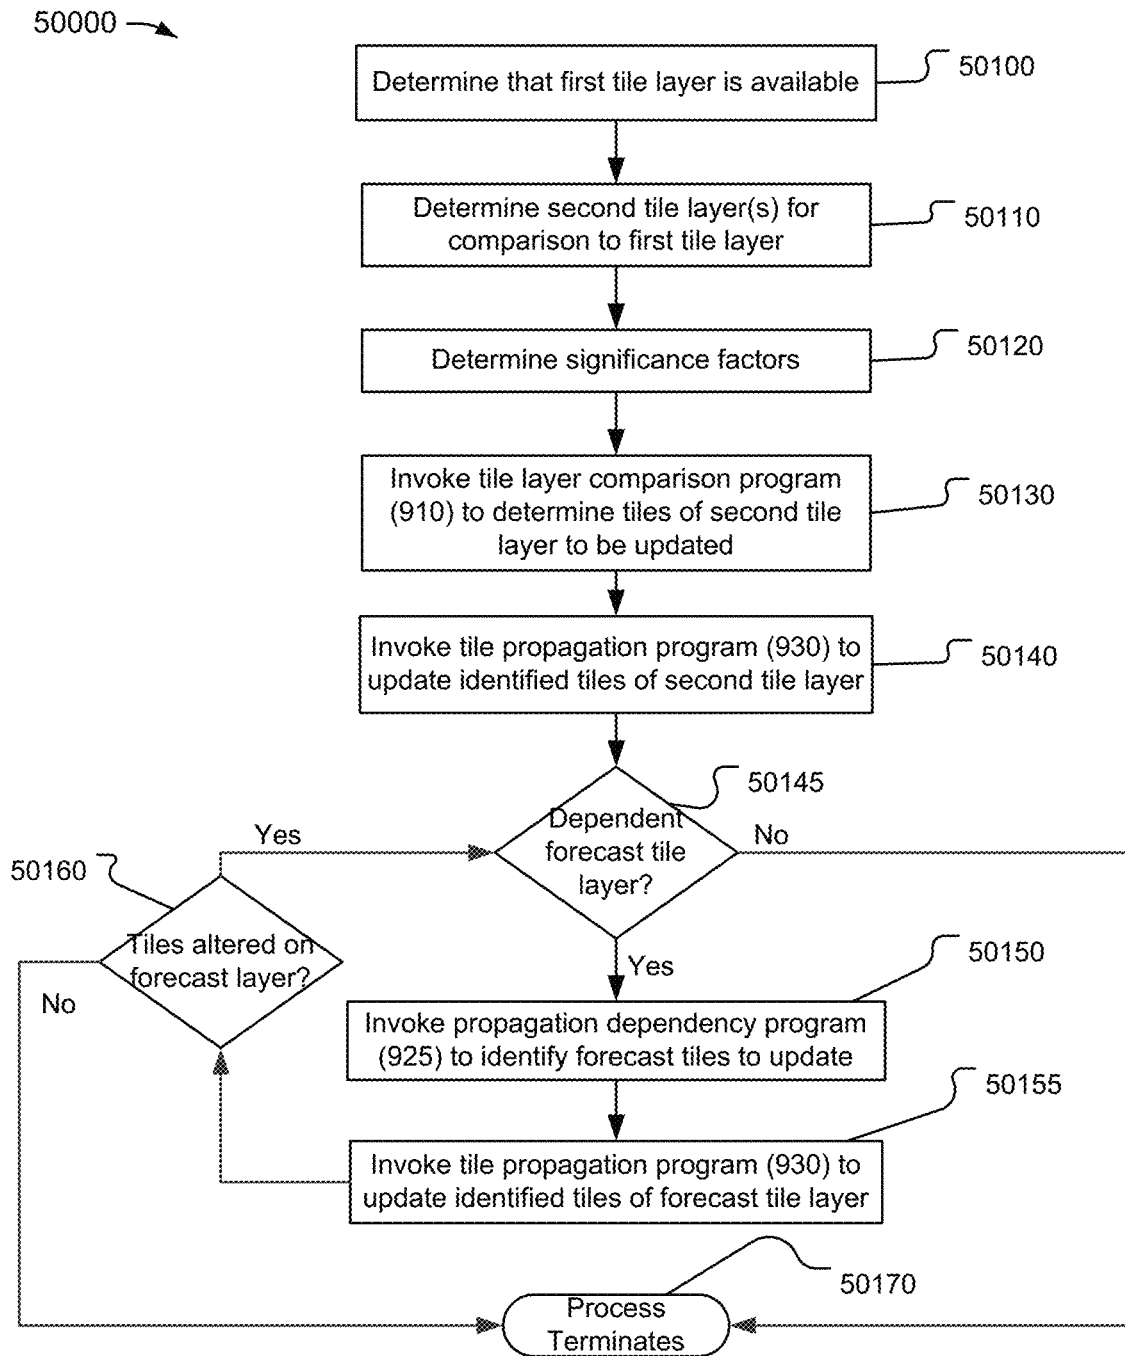 50000
Determine that first tile layer is available
50100
Determine second tile layer(s) for
comparison to first tile layer
50110
Determine significance factors
50120
Invoke tile layer comparison program
(910) to determine tiles of second tile
layer to be updated
50130
Invoke tile propagation program (930) to
update identified tiles of second tile layer
50140
50145
Dependent
forecast tile
layer?
Yes
No
50160
Tiles altered on
forecast layer?
No
Yes
50150
Invoke propagation dependency program
(925) to identify forecast tiles to update
50155
Invoke tile propagation program (930) to
update identified tiles of forecast tile layer
50170
Process
Terminates